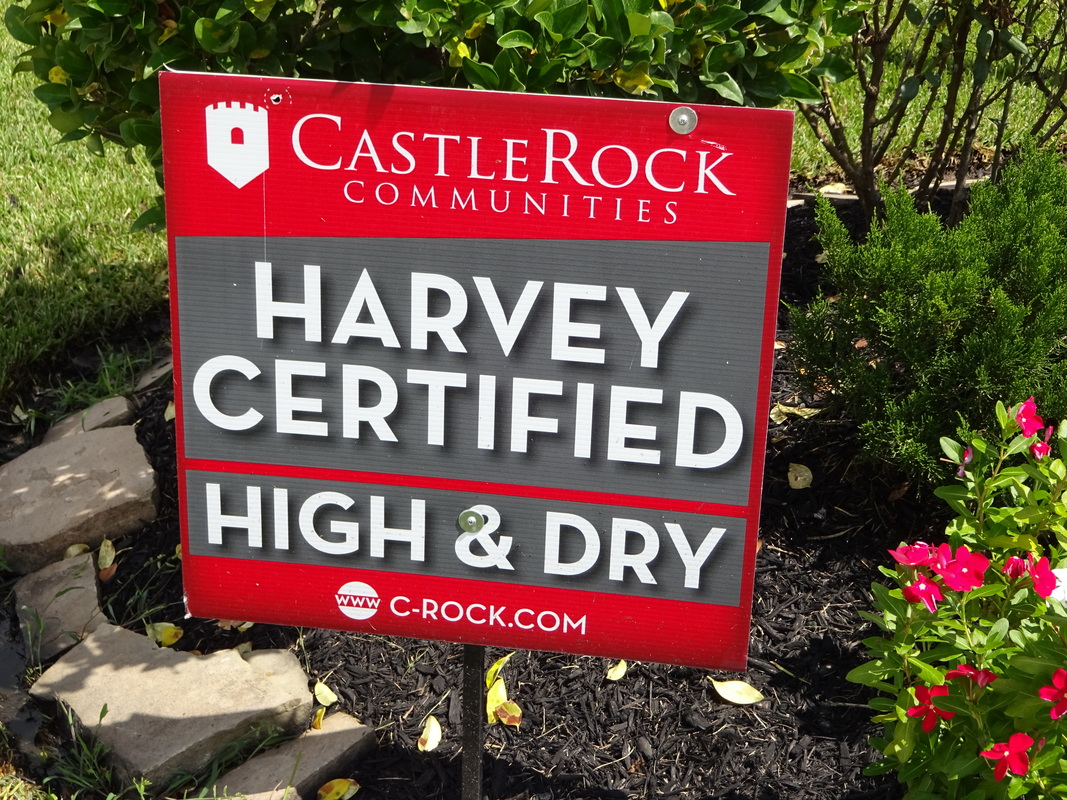 CASTLEROCK
COMMUNITIES
HARVEY
CERTIFIED
HIGH & DRY
WWW C-ROCK.COM